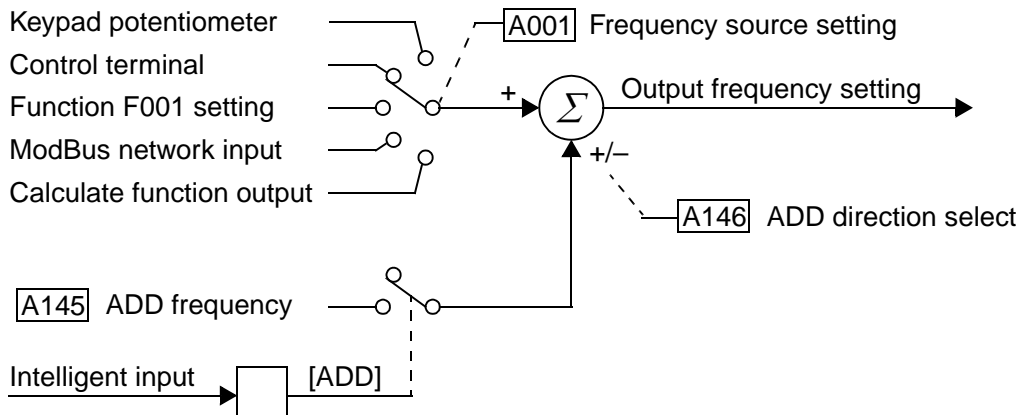 Keypad potentiometer
A001 Frequency source setting
Control terminal
Function F001 setting
+
Σ
Output frequency setting
ModBus network input
+/–
Calculate function output
A146 ADD direction select
A145 ADD frequency
Intelligent input
[ADD]